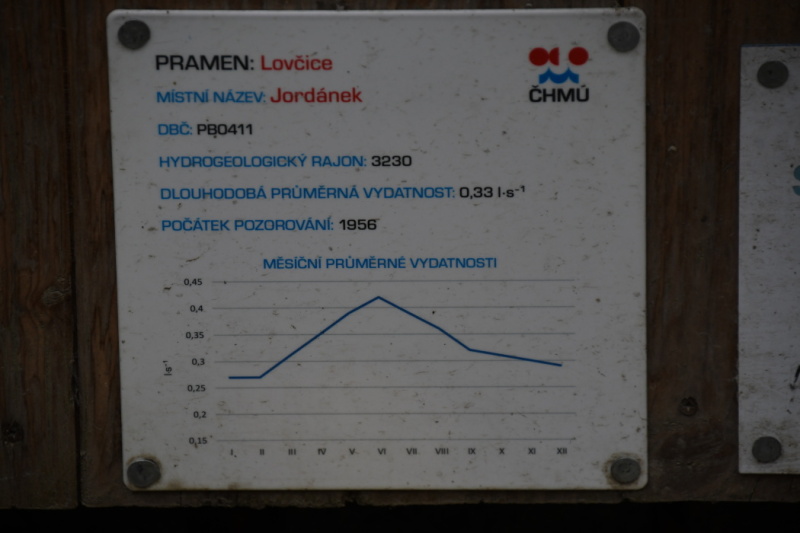 PRAMEN: Lovčice
ČHMÚ
MÍSTNÍ NÁZEV: Jordánek
DBČ: PB0411
HYDROGEOLOGICKÝ RAJON: 3230
DLOUHODOBÁ PRŮMĚRNÁ VYDATNOST: 0,33 l·s⁻¹
POČÁTEK POZOROVÁNÍ: 1956
MĚSÍČNÍ PRŮMĚRNÉ VYDATNOSTI
0,45
0,4
0,35
0,3
0,25
0,2
0,15
l·s⁻¹
I II III IV V VI VII VIII IX X XI XII